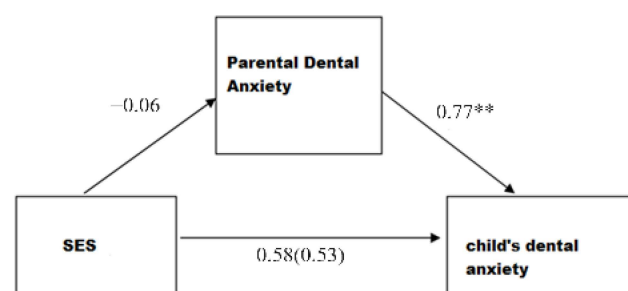 Parental Dental
Anxiety
−0.06
0.77**
SES
0.58(0.53)
child's dental
anxiety